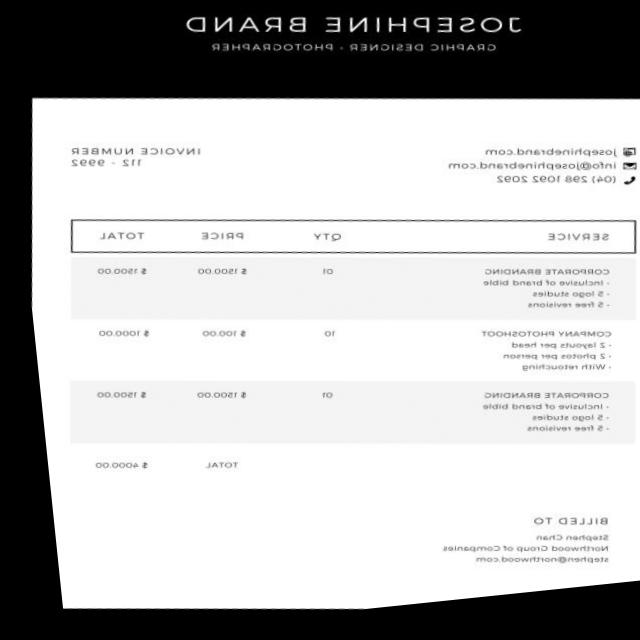 JOSEPHINE BRAND
GRAPHIC DESIGNER - PHOTOGRAPHER
josephinebrand.com
info@josephinebrand.com
(04) 298 1092 2092
INVOICE NUMBER
112 - 9992
SERVICE QTY PRICE TOTAL
CORPORATE BRANDING 01 $ 1500.00 $ 1500.00
- Inclusive of brand bible
- 5 logo studies
- 5 free revisions
COMPANY PHOTOSHOOT 10 $ 100.00 $ 1000.00
- 2 layouts per head
- 2 photos per person
- With retouching
CORPORATE BRANDING 01 $ 1500.00 $ 1500.00
- Inclusive of brand bible
- 5 logo studies
- 5 free revisions
TOTAL $ 4000.00
BILLED TO
Stephen Chan
Northwood Group of Companies
stephen@northwood.com